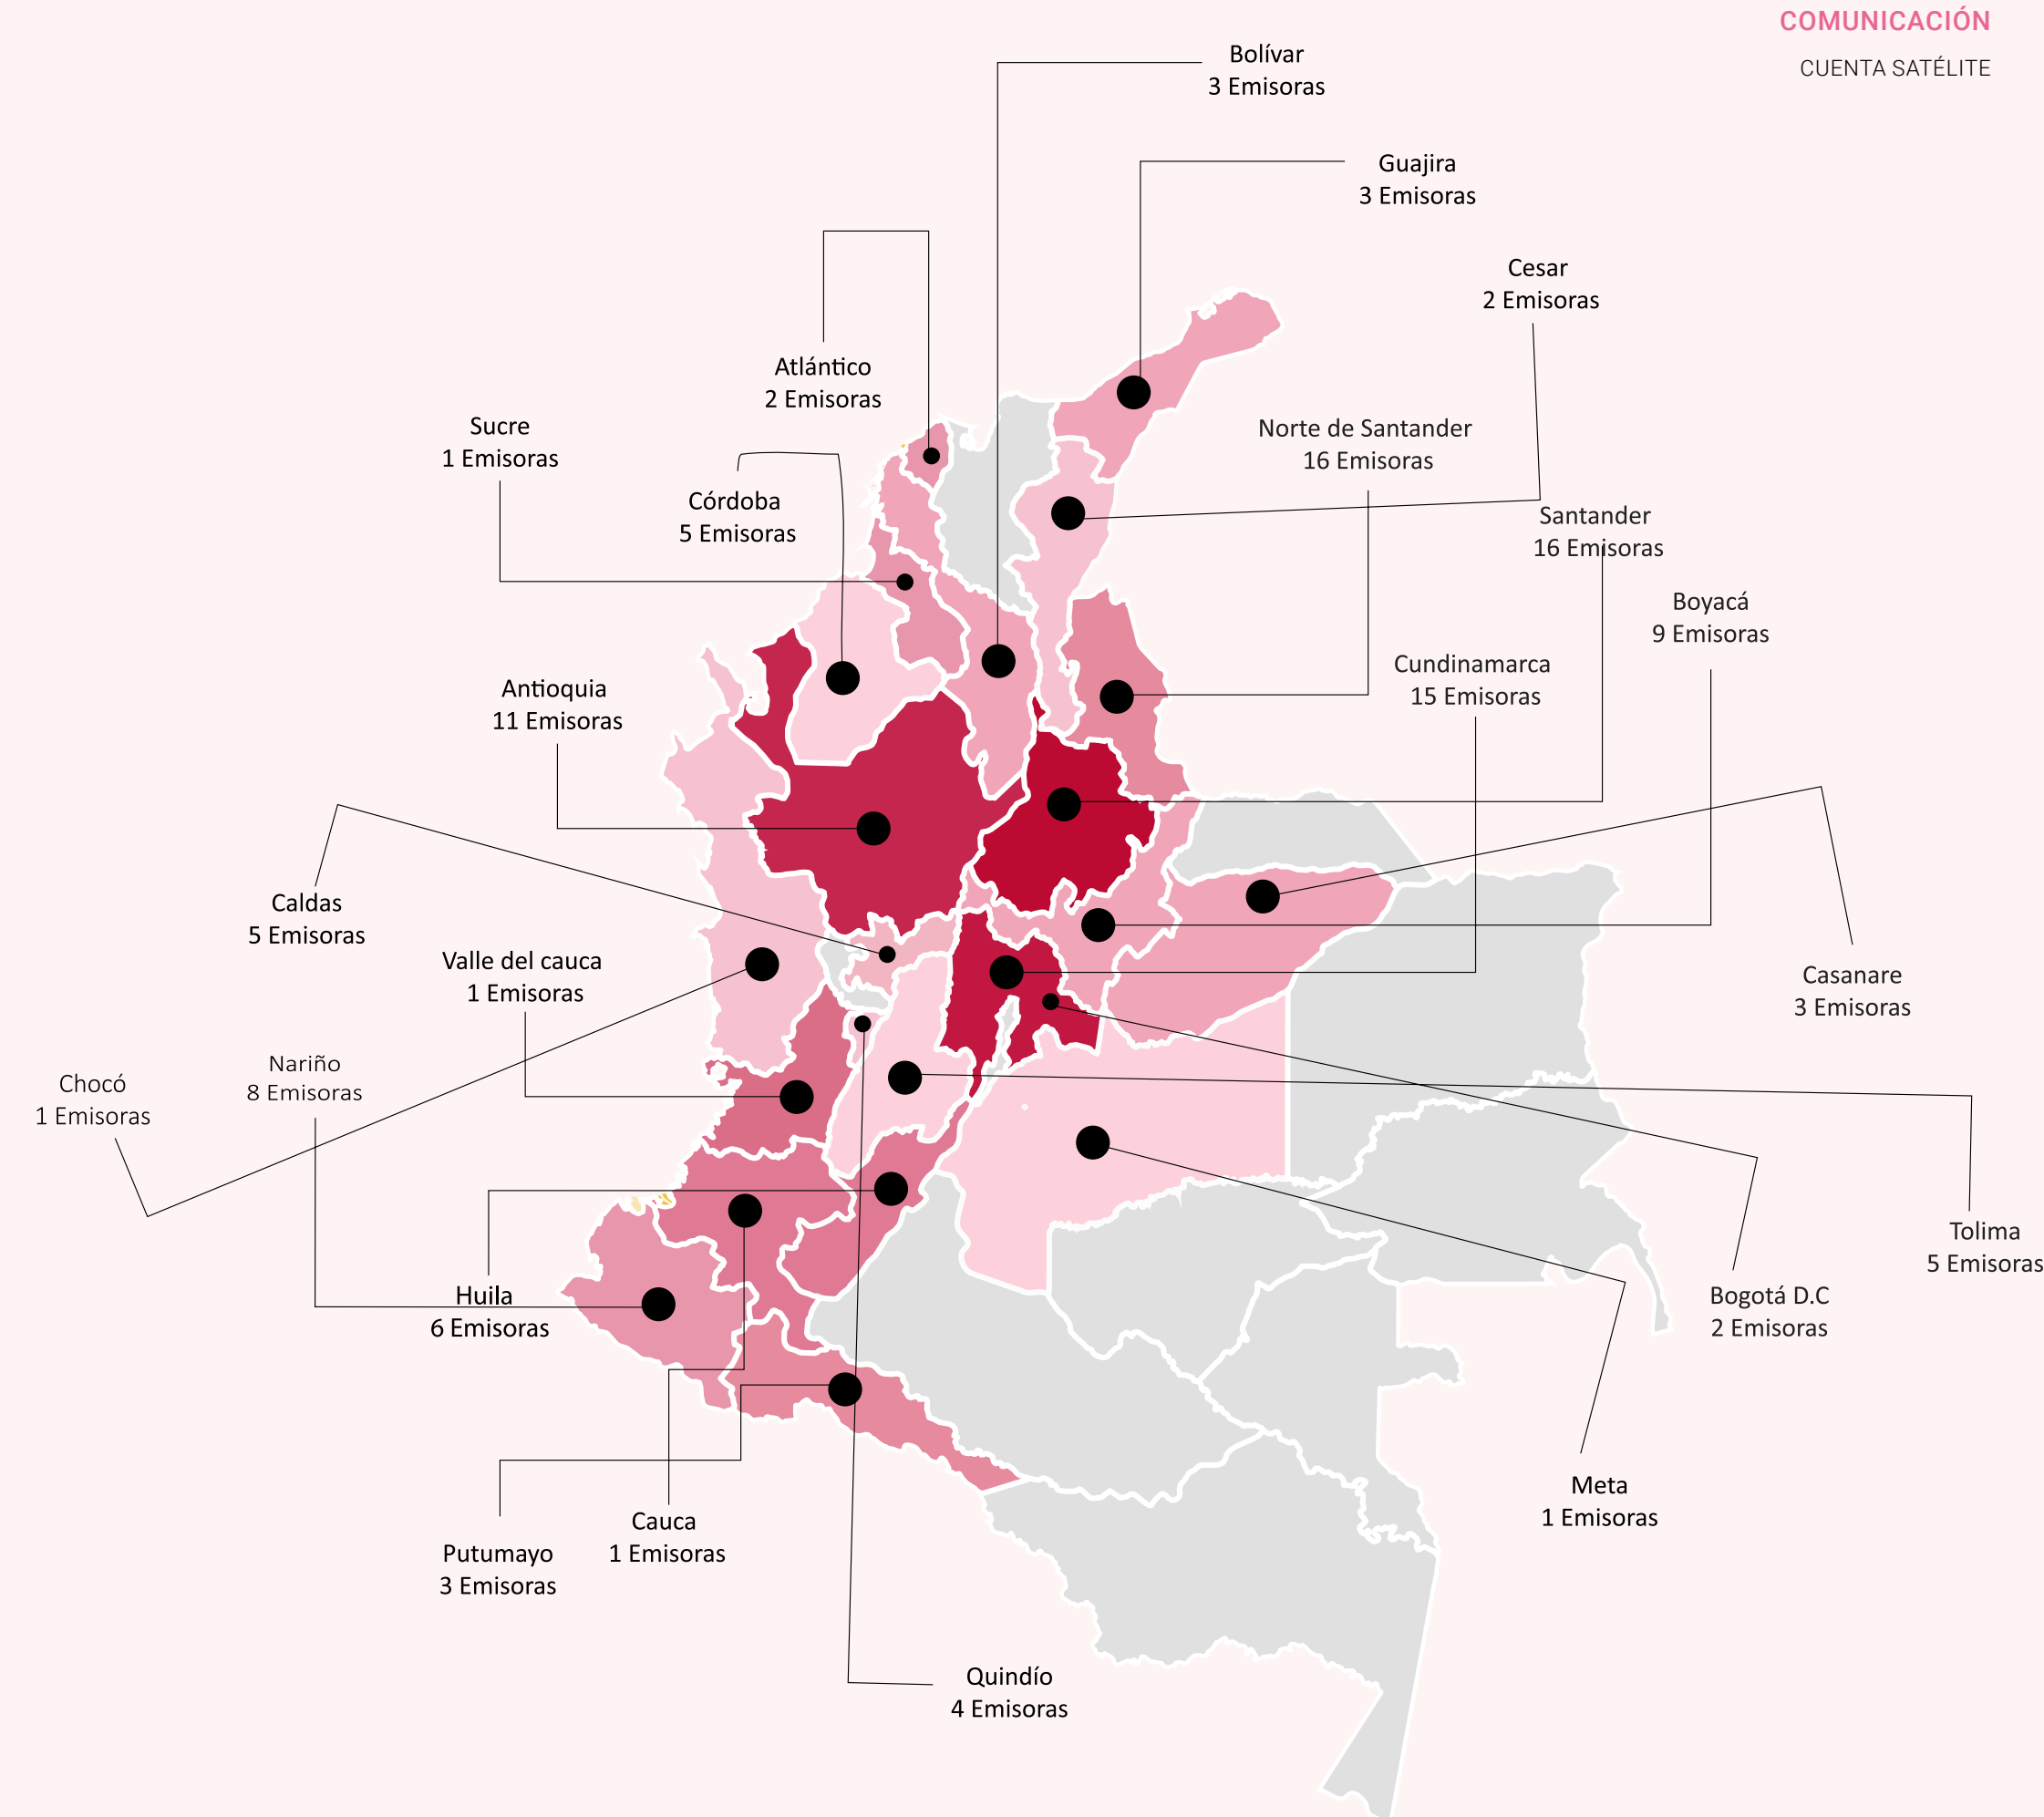 COMUNICACIÓN
CUENTA SATÉLITE
Bolívar
3 Emisoras
Guajira
3 Emisoras
Cesar
2 Emisoras
Atlántico
2 Emisoras
Sucre
1 Emisoras
Norte de Santander
16 Emisoras
Córdoba
5 Emisoras
Santander
16 Emisoras
Boyacá
9 Emisoras
Cundinamarca
15 Emisoras
Antioquia
11 Emisoras
Caldas
5 Emisoras
Valle del cauca
1 Emisoras
Casanare
3 Emisoras
Nariño
8 Emisoras
Chocó
1 Emisoras
Tolima
5 Emisoras
Huila
6 Emisoras
Bogotá D.C
2 Emisoras
Meta
1 Emisoras
Cauca
1 Emisoras
Putumayo
3 Emisoras
Quindío
4 Emisoras